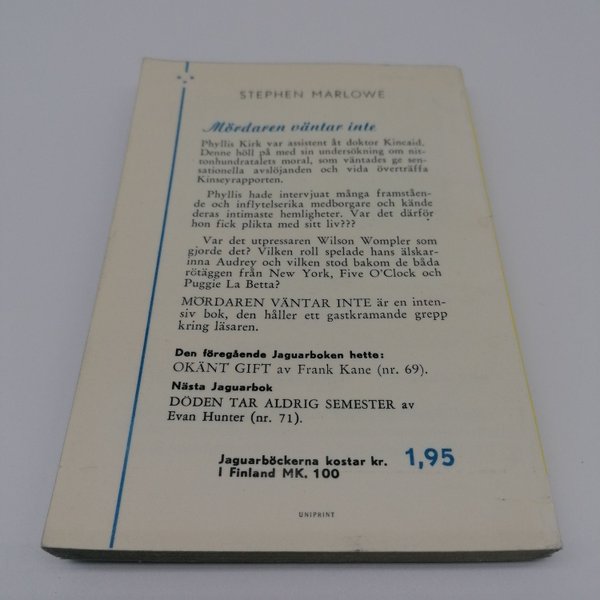 STEPHEN MARLOWE
Mördaren väntar inte
Phyllis Kirk var assistent åt doktor Kincaid.
Denne höll på med sin undersökning om nit-
tonhundratalets moral, som väntades ge sen-
sationella avslöjanden och vida överträffa
Kinseyrapporten.
Phyllis hade intervjuat många framståen-
de och inflytelserika medborgare och kände
deras intimaste hemligheter. Var det därför
hon fick plikta med sitt liv???
Var det utpressaren Wilson Wompler som
gjorde det? Vilken roll spelade hans älskar-
inna Audrey och vilken stod bakom de båda
rötäggen från New York, Five O'Clock och
Puggie La Betta?
MÖRDAREN VÄNTAR INTE är en inten-
siv bok, den håller ett gastkramande grepp
kring läsaren.
Den föregående Jaguarboken hette:
OKÄNT GIFT av Frank Kane (nr. 69).
Nästa Jaguarbok
DÖDEN TAR ALDRIG SEMESTER av
Evan Hunter (nr. 71).
Jaguarböckerna kostar kr. 1,95
I Finland MK. 100
UNIPRINT